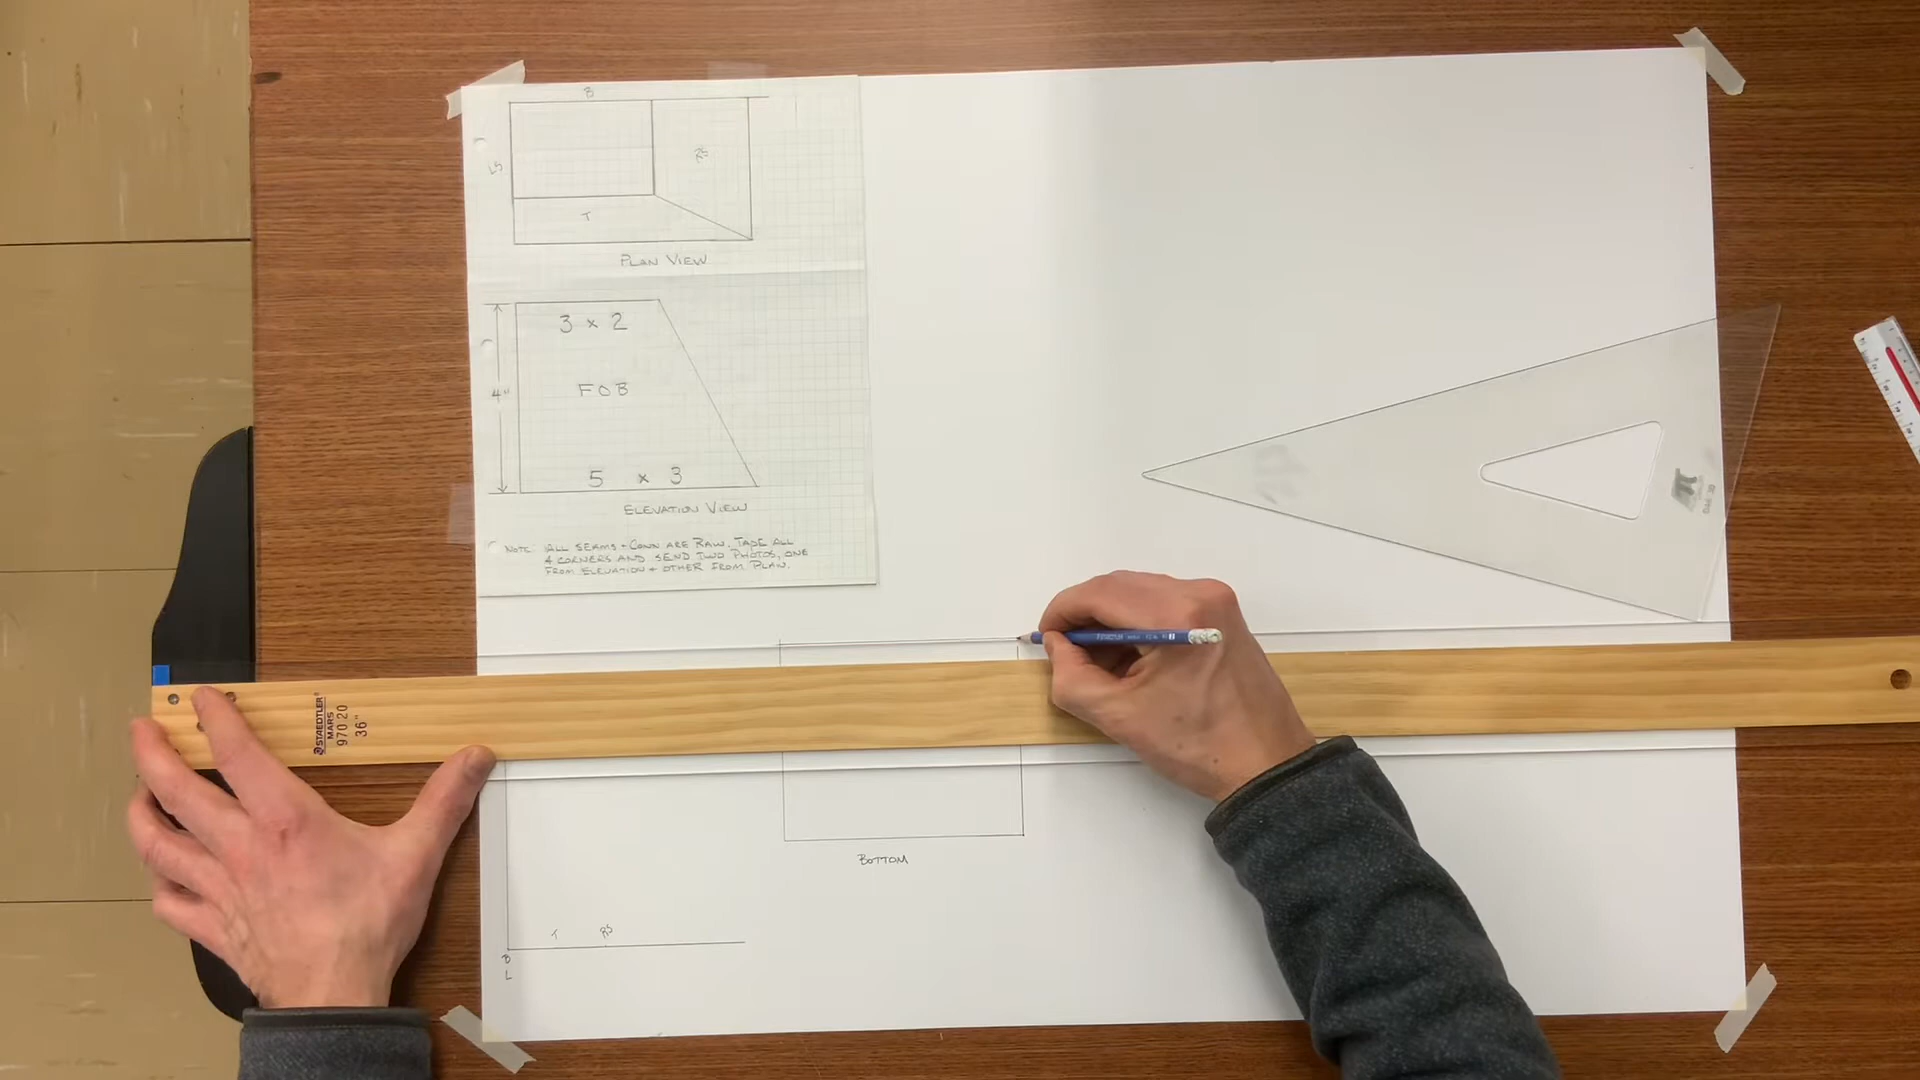 B
LS
RS
T
PLAN VIEW
3 x 2
4"
FOB
5 x 3
ELEVATION VIEW
NOTE: ALL SEAMS + CONN ARE RAW. TAPE ALL
4 CORNERS AND SEND TWO PHOTOS, ONE
FROM ELEVATION + OTHER FROM PLAN.
STAEDTLER
MARS
970 20
36"
BOTTOM
T RS
B
L